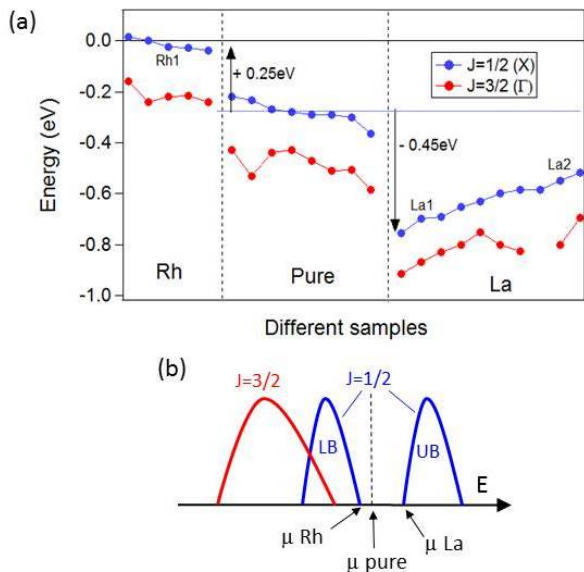 (a)
0.0
-0.2
-0.4
-0.6
-0.8
-1.0
Energy (eV)
Rh1
+ 0.25eV
J=1/2 (X)
J=3/2 (Γ)
- 0.45eV
La1
La2
Rh
Pure
La
Different samples
(b)
J=3/2
J=1/2
LB
UB
E
μ Rh
μ pure
μ La